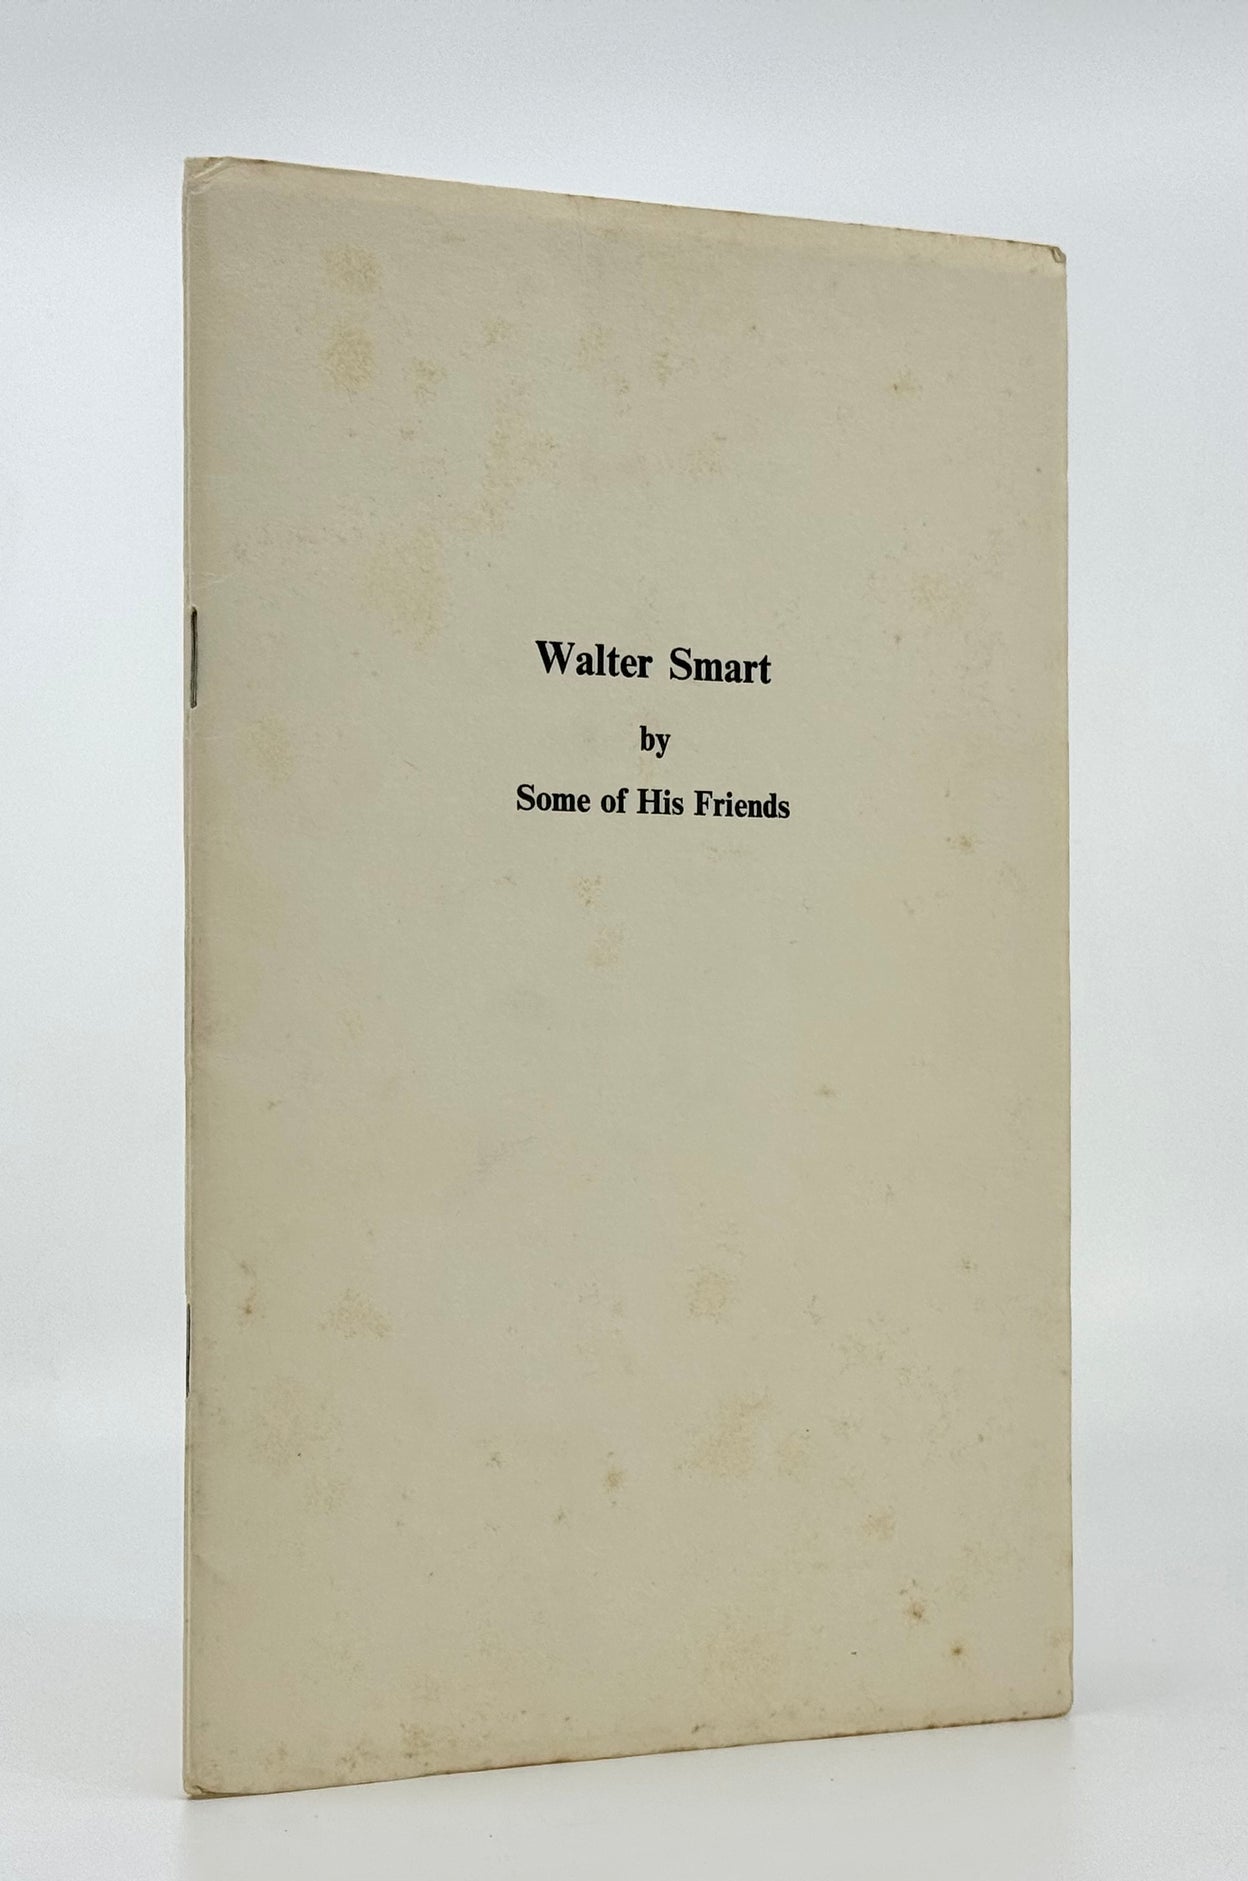 Walter Smart
by
Some of His Friends